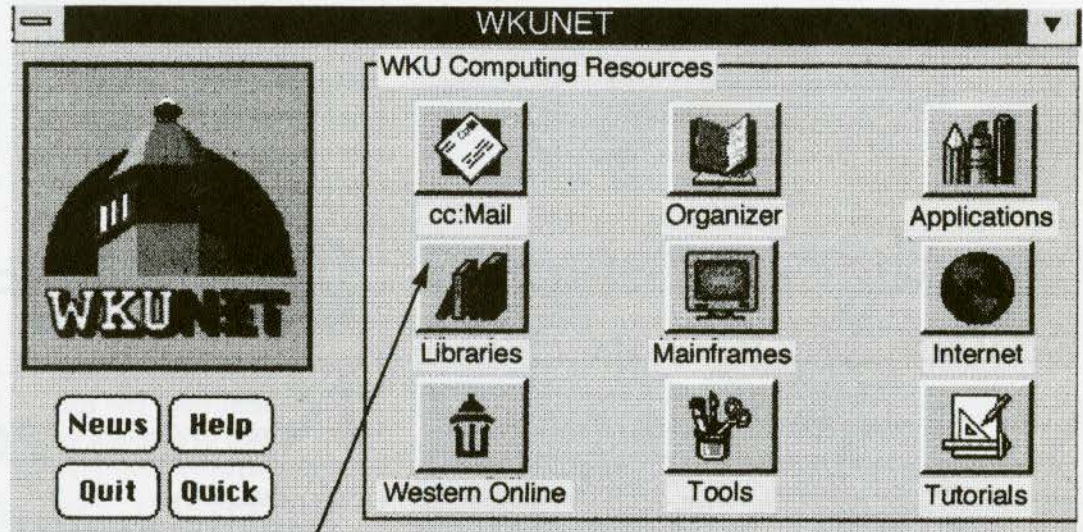 WKUNET
WKU Computing Resources
cc:Mail
Organizer
Applications
WKUNET
Libraries
Mainframes
Internet
News
Help
Quit
Quick
Western Online
Tools
Tutorials